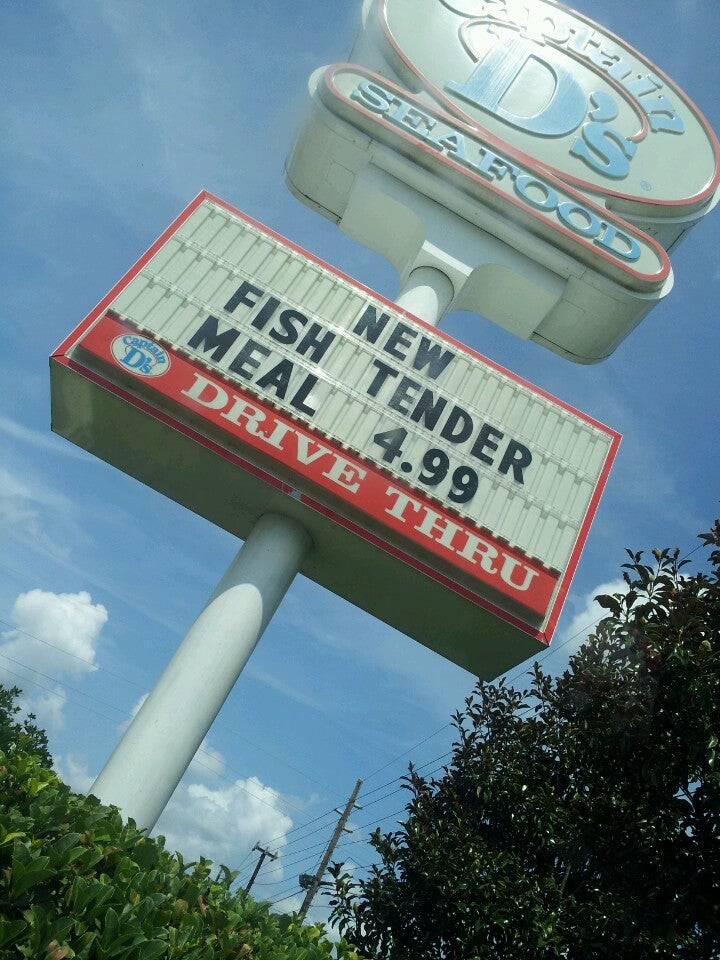 Captain
D's
SEAFOOD
NEW
FISH TENDER
MEAL 4.99
Captain
D's
DRIVE THRU